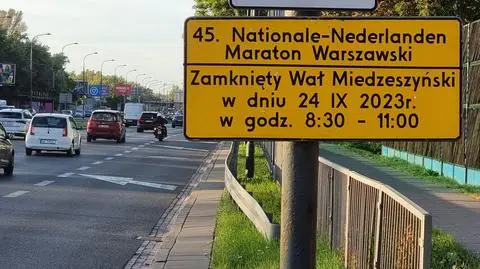 45. Nationale-Nederlanden
Maraton Warszawski
Zamknięty Wał Miedzeszyński
w dniu 24 IX 2023r.
w godz. 8:30 - 11:00